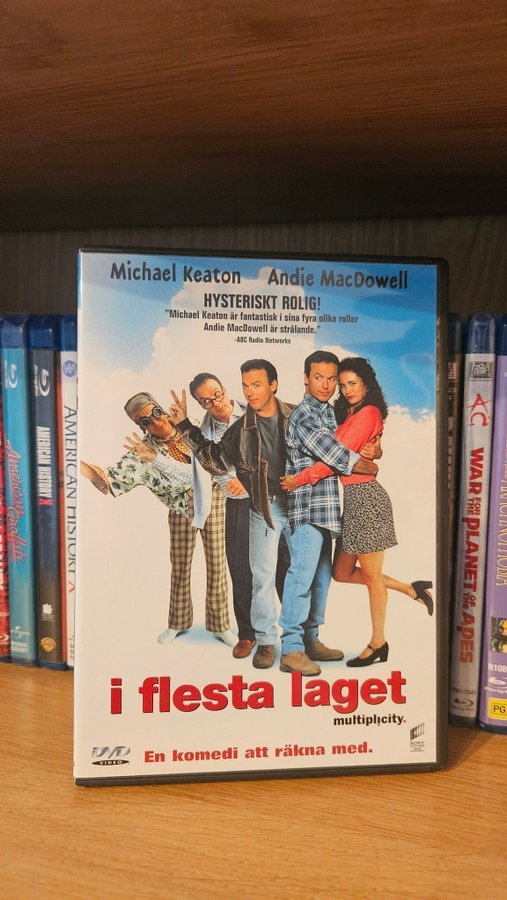 Michael Keaton Andie MacDowell
HYSTERISKT ROLIG!
"Michael Keaton är fantastisk i sina fyra olika roller
Andie MacDowell är strålande."
-ABC Radio Networks
i flesta laget
multiplicity.
DVD
VIDEO
En komedi att räkna med.
SONY
AMERICAN HISTORY X
AMERICAN HISTORY X
WAR FOR THE PLANET OF THE APES
PG